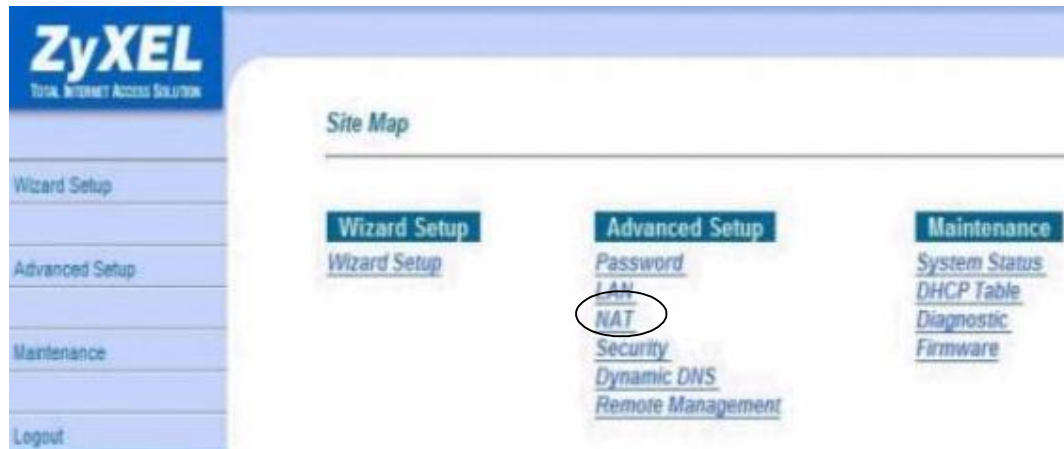 ZyXEL
TOTAL INTERNET ACCESS SOLUTION
Wizard Setup
Advanced Setup
Maintenance
Logout
Site Map
Wizard Setup
Wizard Setup
Advanced Setup
Password
LAN
NAT
Security
Dynamic DNS
Remote Management
Maintenance
System Status
DHCP Table
Diagnostic
Firmware